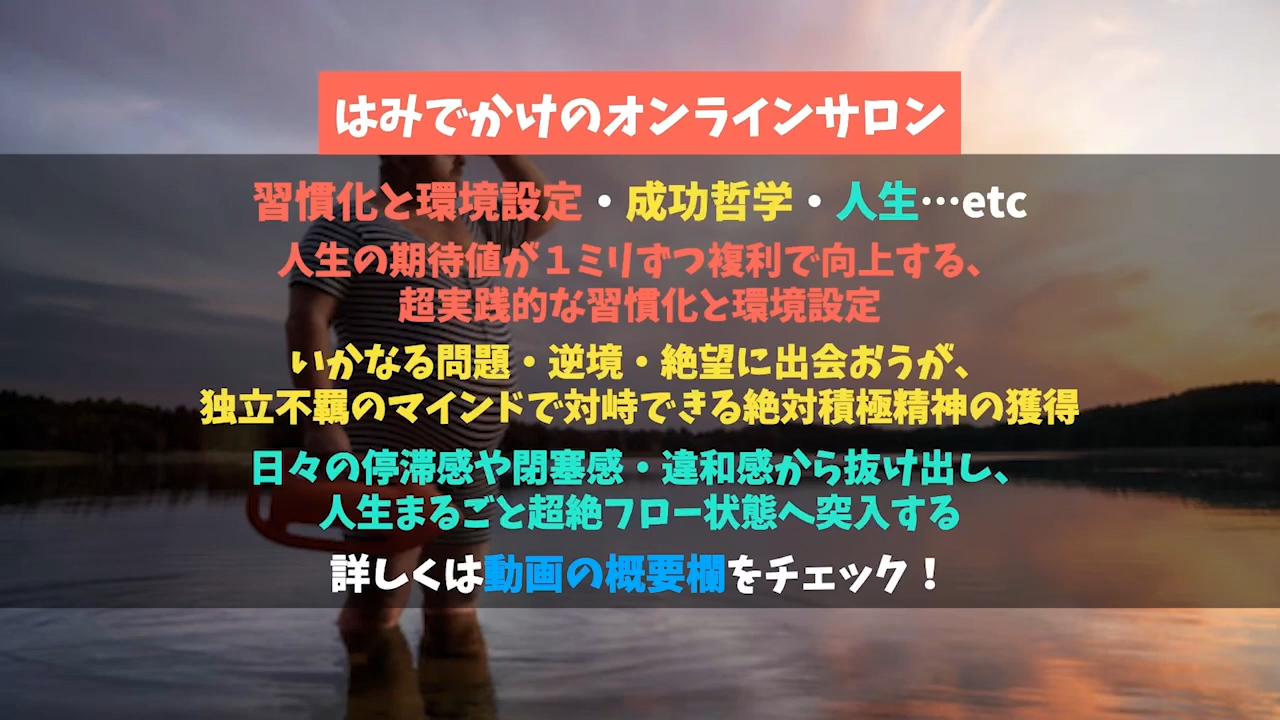 はみでかけのオンラインサロン
習慣化と環境設定・成功哲学・人生…etc
人生の期待値が１ミリずつ複利で向上する、
超実践的な習慣化と環境設定
いかなる問題・逆境・絶望に出会おうが、
独立不羈のマインドで対峙できる絶対積極精神の獲得
日々の停滞感や閉塞感・違和感から抜け出し、
人生まるごと超絶フロー状態へ突入する
詳しくは動画の概要欄をチェック！